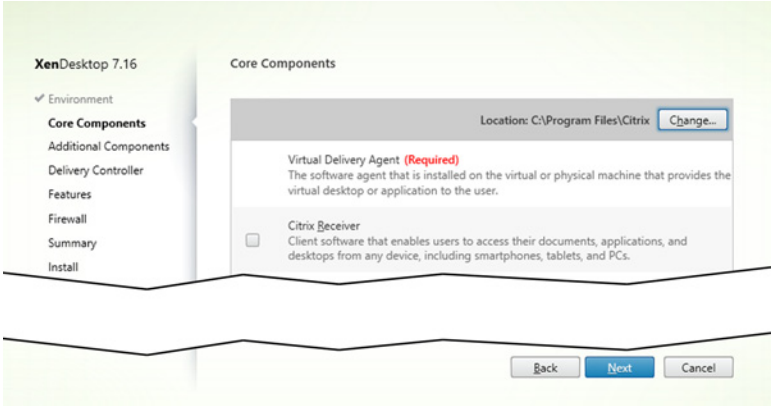 XenDesktop 7.16
Environment
Core Components
Additional Components
Delivery Controller
Features
Firewall
Summary
Install
Core Components
Location: C:\Program Files\Citrix
Change...
Virtual Delivery Agent (Required)
The software agent that is installed on the virtual or physical machine that provides the
virtual desktop or application to the user.
Citrix Receiver
Client software that enables users to access their documents, applications, and
desktops from any device, including smartphones, tablets, and PCs.
Back
Next
Cancel